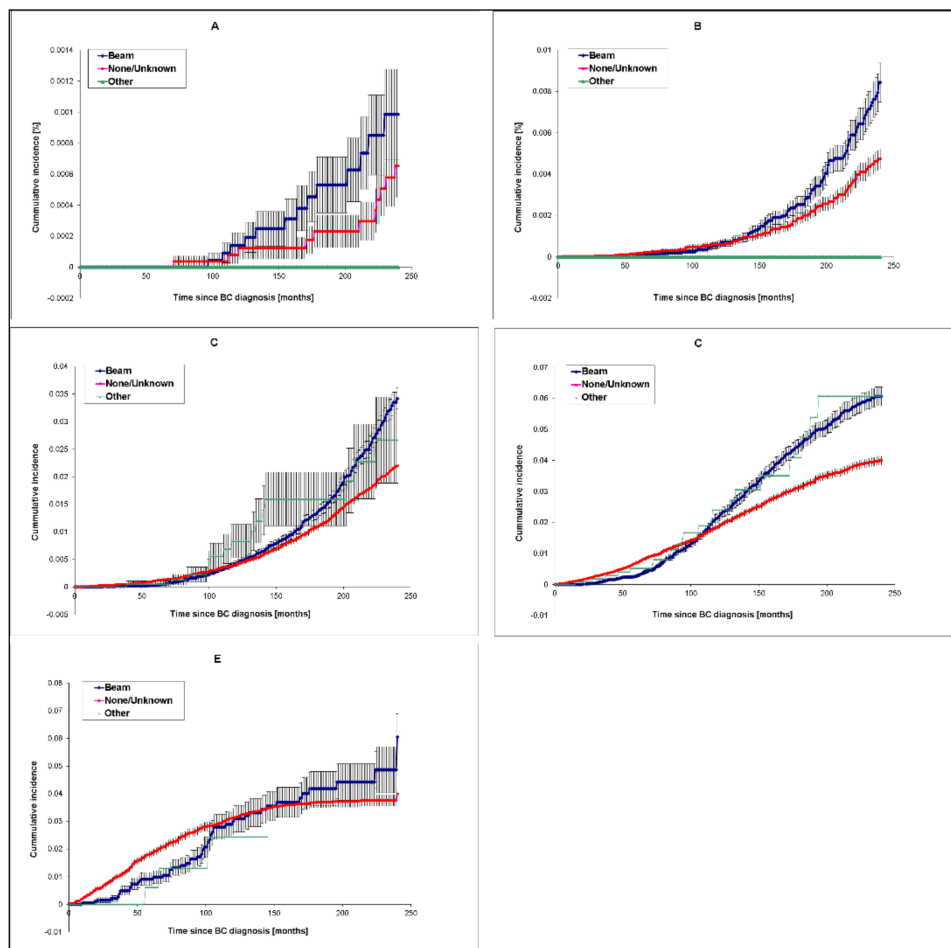 A
0.0014
0.0012
0.001
0.0008
0.0006
0.0004
0.0002
0
-0.0002
Cummulative incidence [%]
Beam
None/Unknown
Other
0 50 100 150 200 250
Time since BC diagnosis [months]
B
0.01
0.008
0.006
0.004
0.002
0
-0.002
Cummulative incidence [%]
Beam
None/Unknown
Other
0 50 100 150 200 250
Time since BC diagnosis [months]
C
0.04
0.035
0.03
0.025
0.02
0.015
0.01
0.005
0
-0.005
Cummulative incidence
Beam
None/Unknown
Other
0 50 100 150 200 250
Time since BC diagnosis [months]
C
0.07
0.06
0.05
0.04
0.03
0.02
0.01
0
-0.01
Cummulative incidence
Beam
None/Unknown
Other
0 50 100 150 200 250
Time since BC diagnosis [months]
E
0.08
0.06
0.05
0.04
0.03
0.02
0.01
0
-0.01
Cummulative incidence
Beam
None/Unknown
Other
0 50 100 150 200 250
Time since BC diagnosis [months]